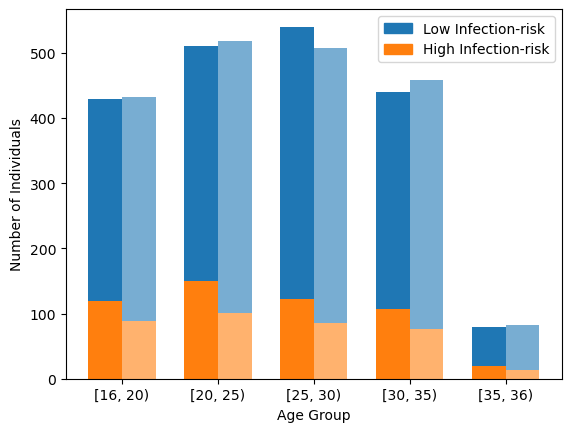 Low Infection-risk
High Infection-risk
Number of Individuals
500
400
300
200
100
0
[16, 20)
[20, 25)
[25, 30)
[30, 35)
[35, 36)
Age Group